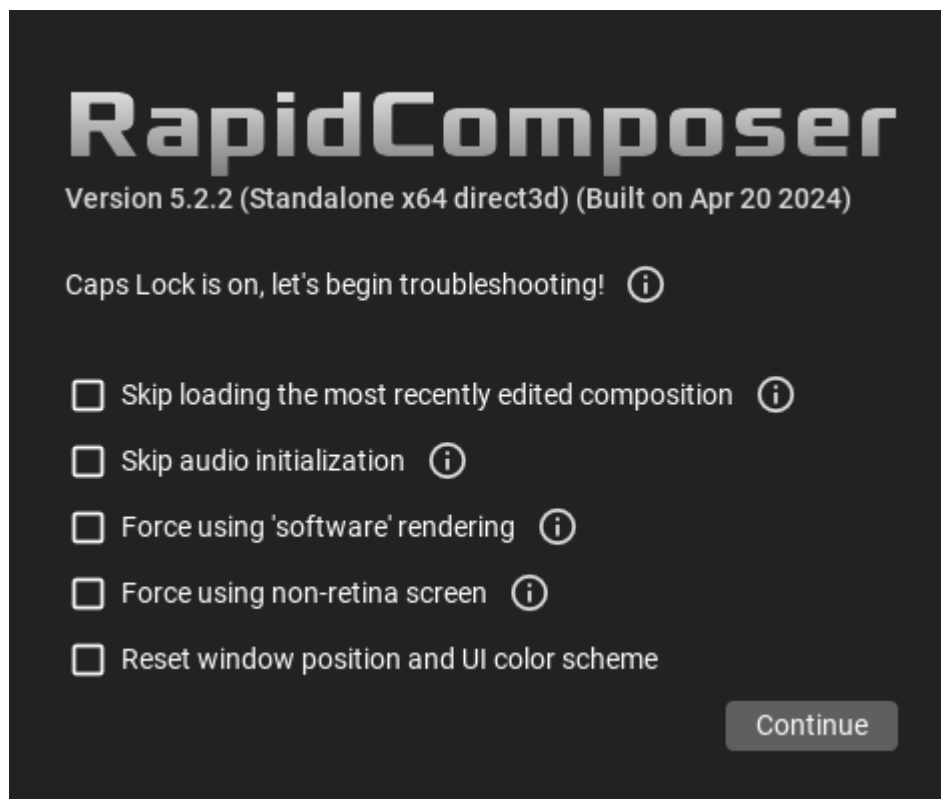 RapidComposer
Version 5.2.2 (Standalone x64 direct3d) (Built on Apr 20 2024)
Caps Lock is on, let's begin troubleshooting!
Skip loading the most recently edited composition
Skip audio initialization
Force using 'software' rendering
Force using non-retina screen
Reset window position and UI color scheme
Continue